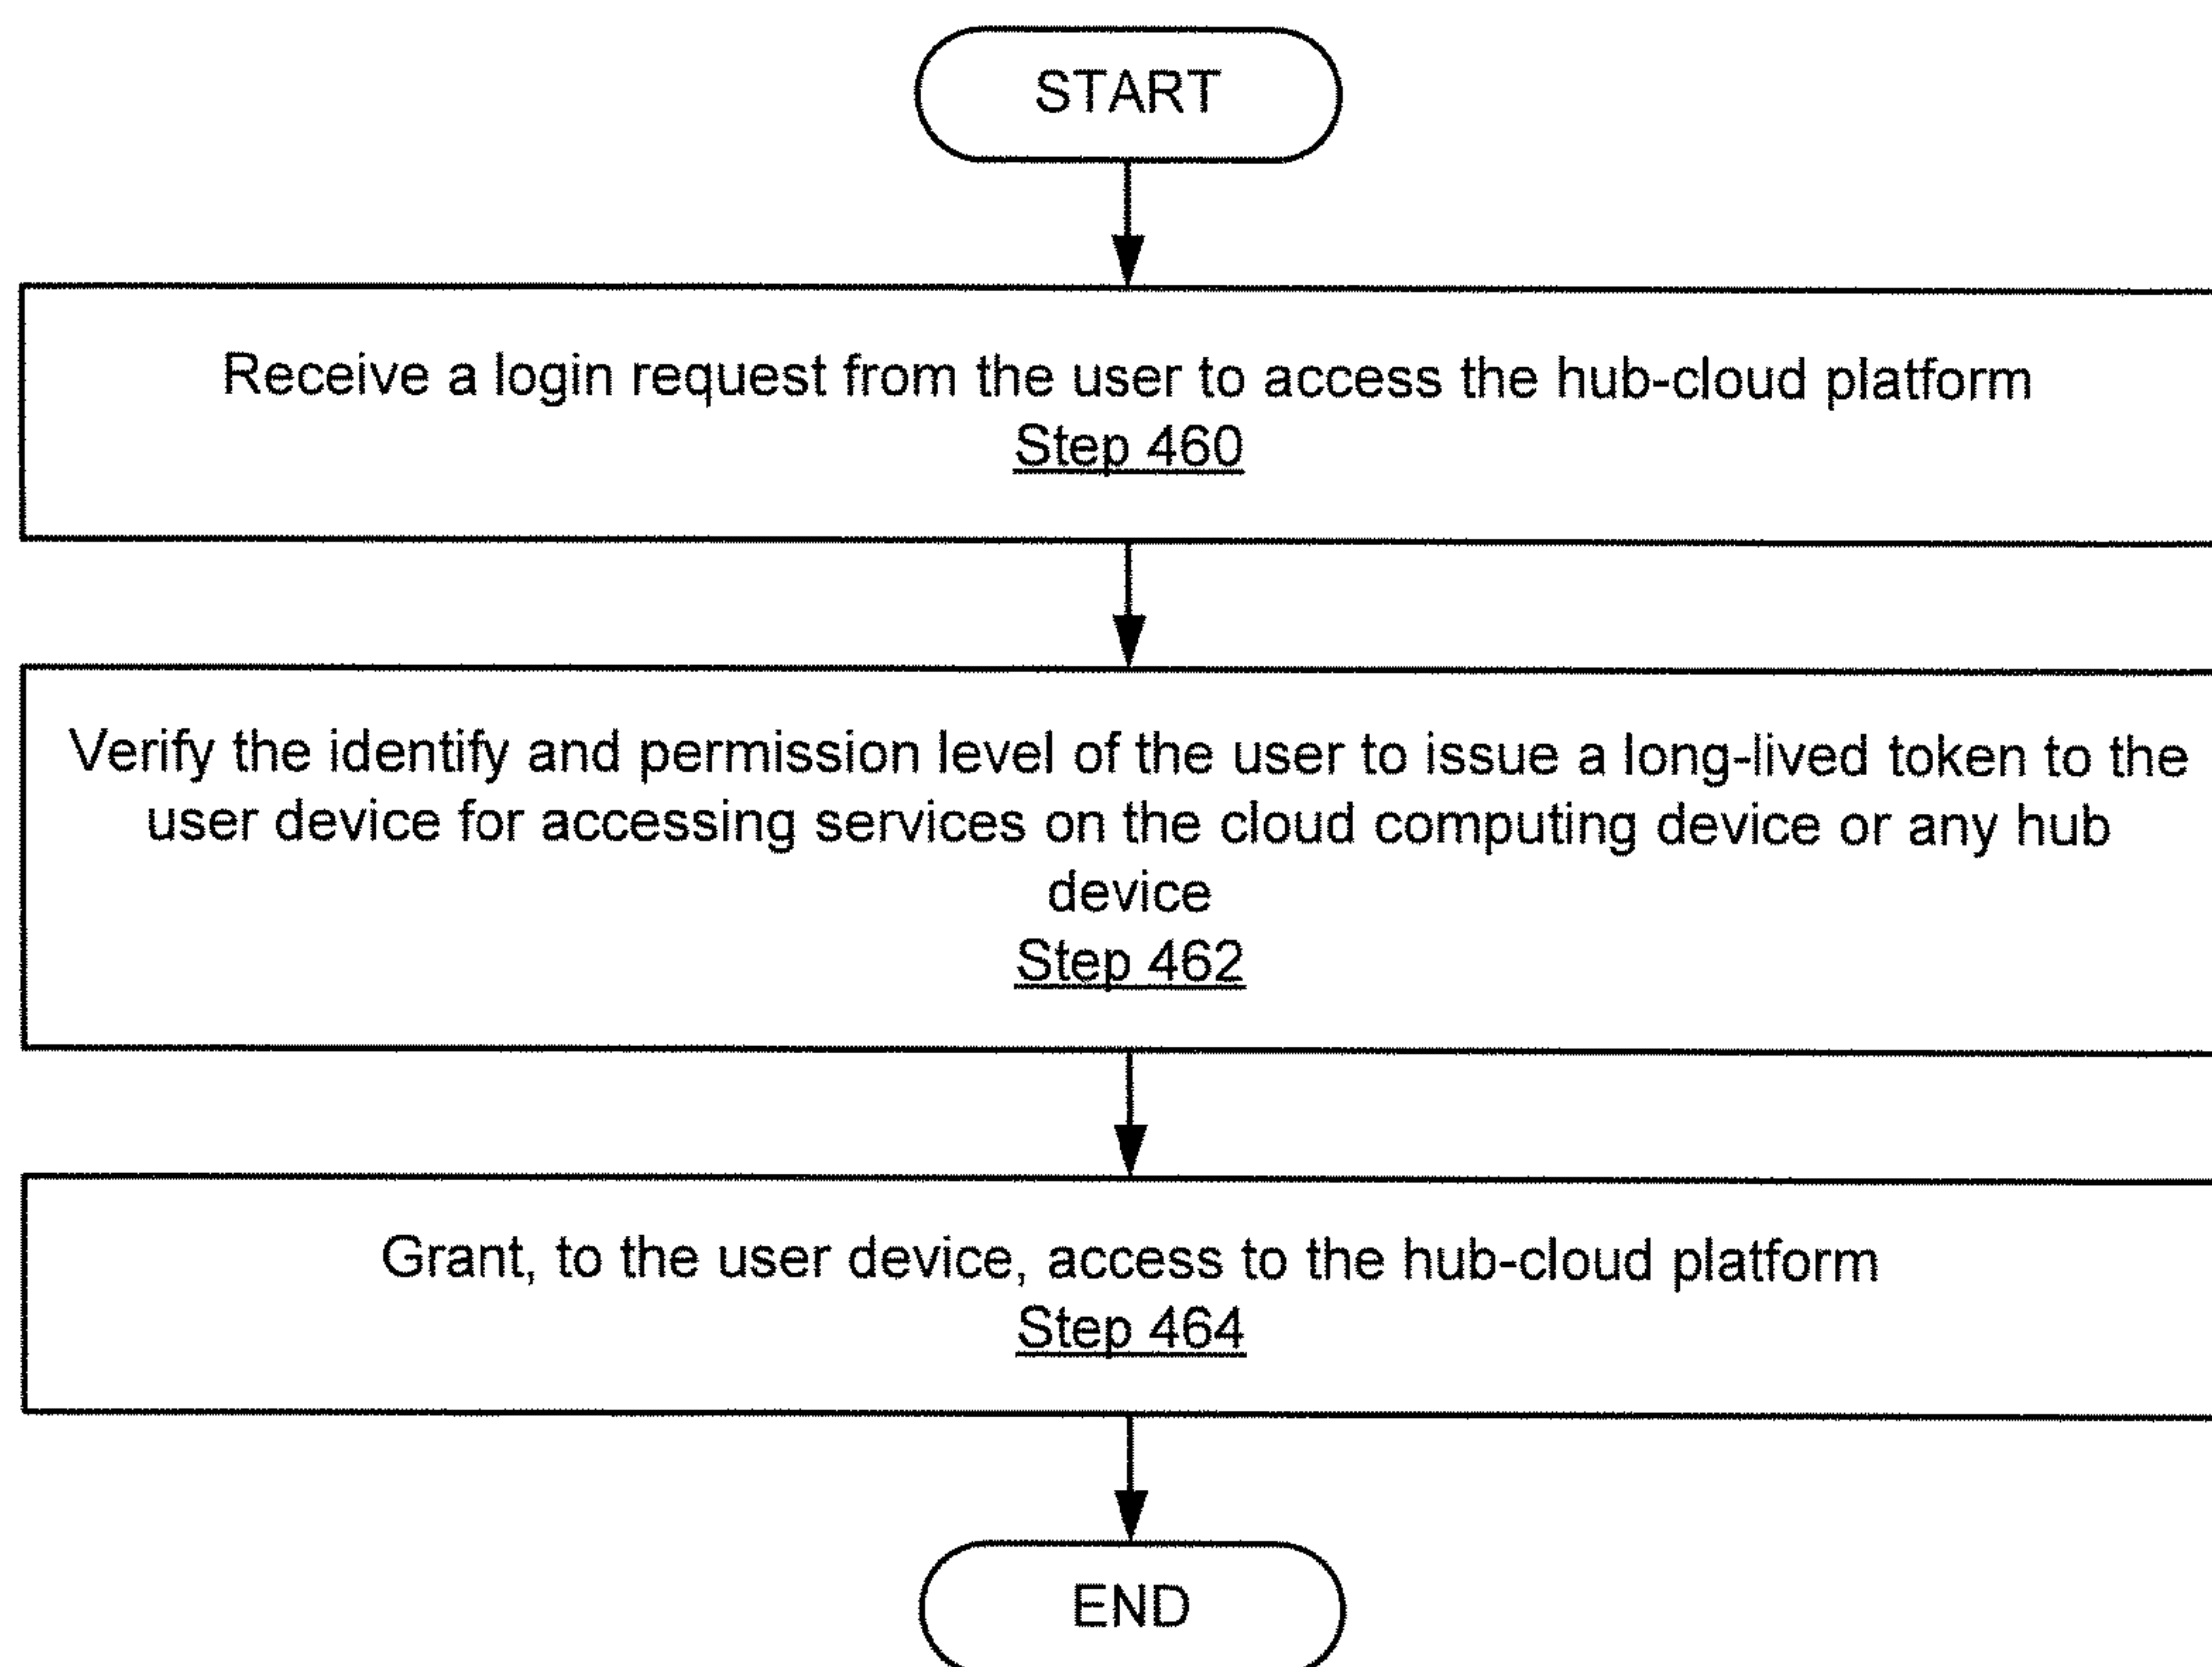 START
Receive a login request from the user to access the hub-cloud platform
Step 460
Verify the identify and permission level of the user to issue a long-lived token to the
user device for accessing services on the cloud computing device or any hub
device
Step 462
Grant, to the user device, access to the hub-cloud platform
Step 464
END